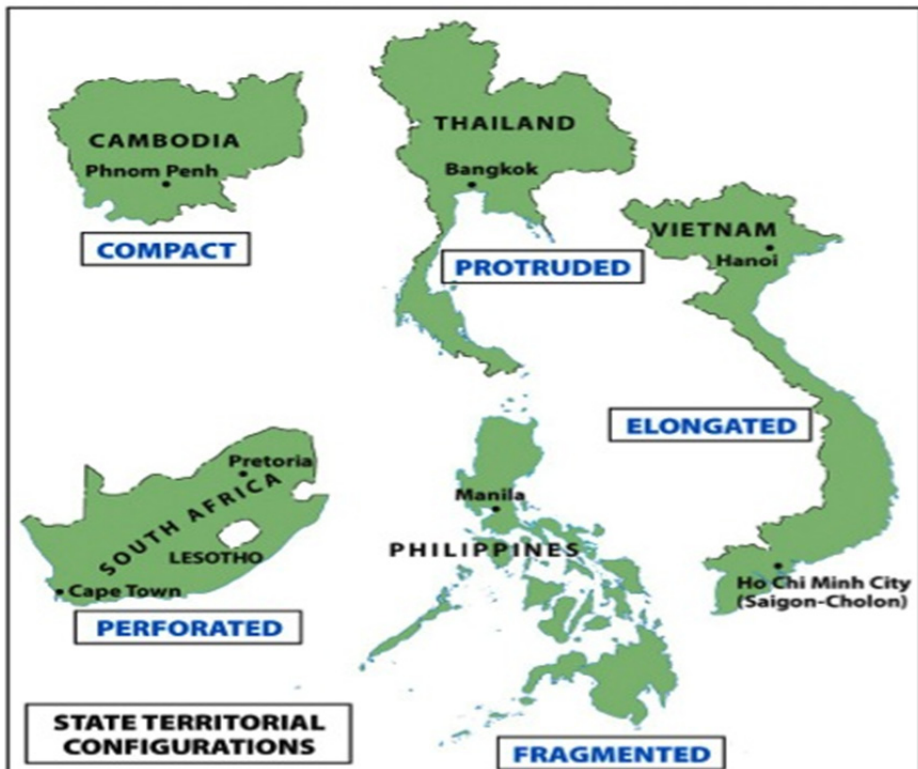 CAMBODIA
Phnom Penh
COMPACT
THAILAND
Bangkok
PROTRUDED
VIETNAM
Hanoi
ELONGATED
Ho Chi Minh City
(Saigon-Cholon)
Pretoria
SOUTH AFRICA
LESOTHO
Cape Town
PERFORATED
Manila
PHILIPPINES
FRAGMENTED
STATE TERRITORIAL
CONFIGURATIONS